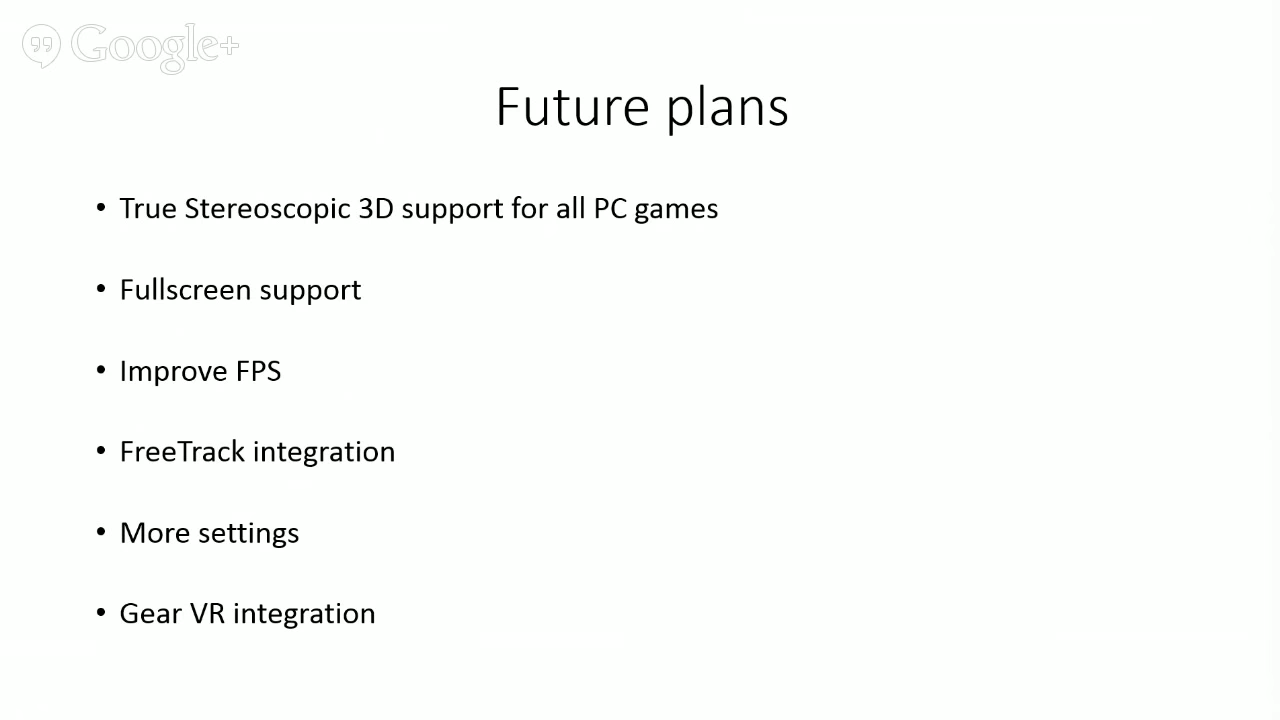 Google+
Future plans
• True Stereoscopic 3D support for all PC games
• Fullscreen support
• Improve FPS
• FreeTrack integration
• More settings
• Gear VR integration